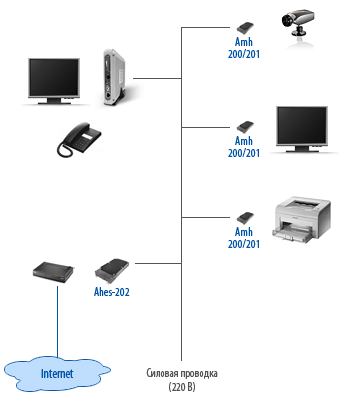 Amh
200/201
Amh
200/201
Amh
200/201
Ahes-202
Internet
Силовая проводка
(220 В)